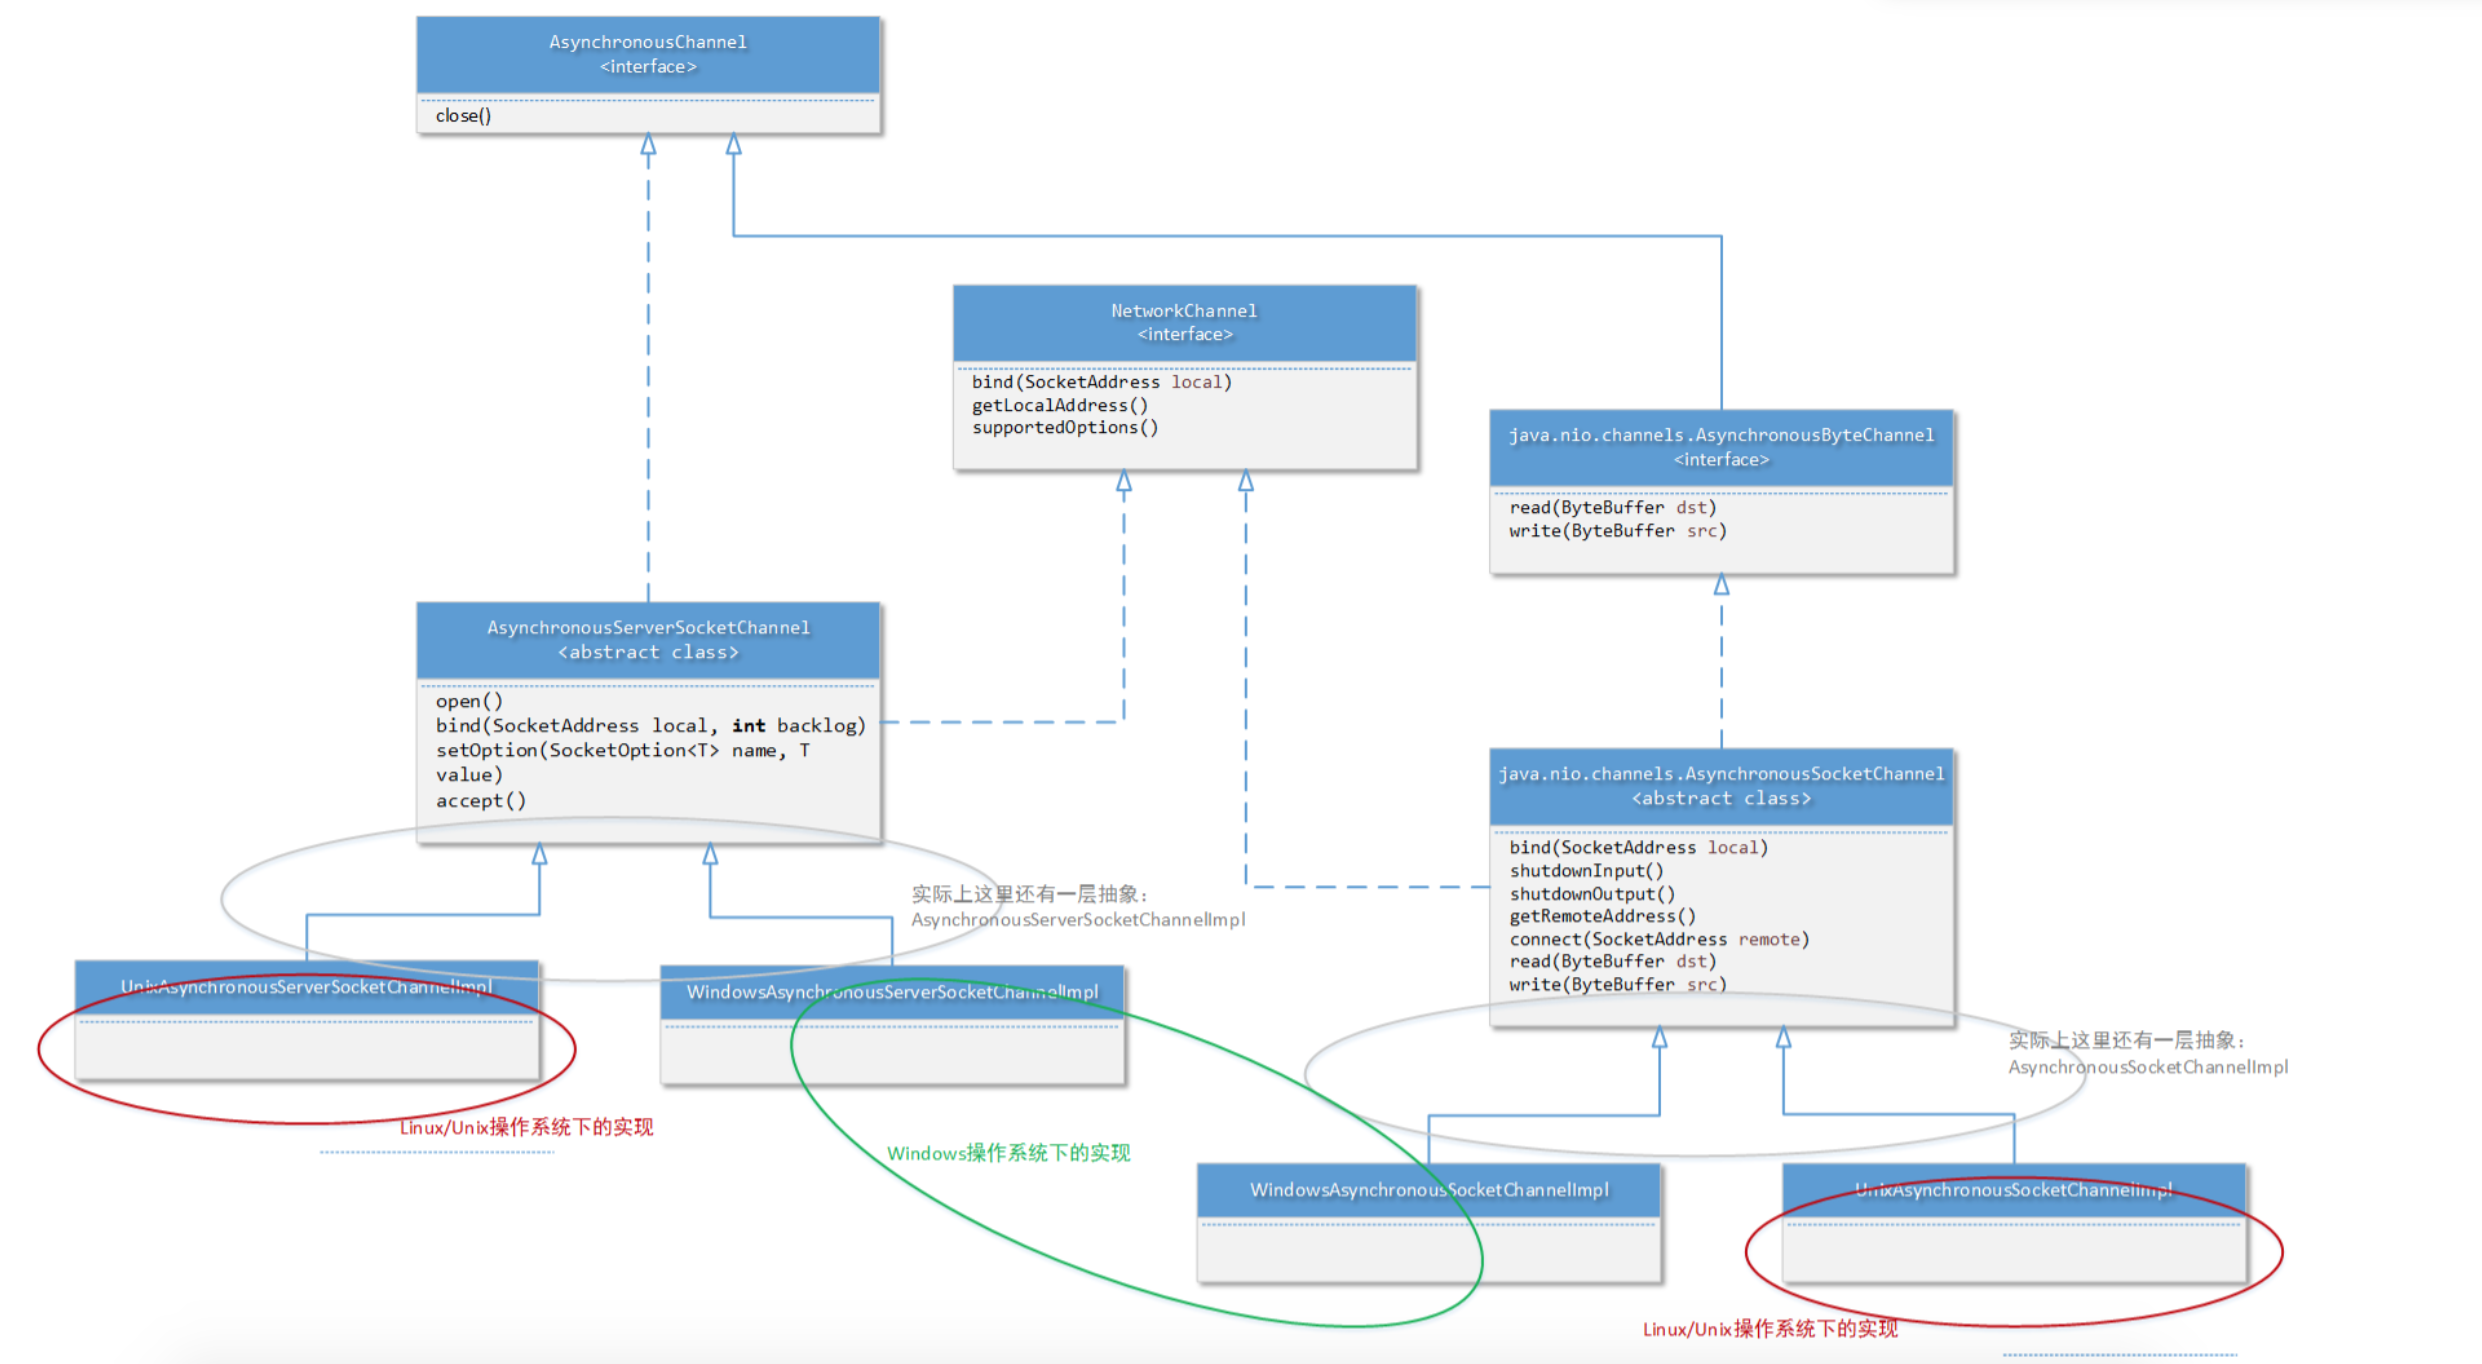 AsynchronousChannel
<interface>
close()
NetworkChannel
<interface>
bind(SocketAddress local)
getLocalAddress()
supportedOptions()
java.nio.channels.AsynchronousByteChannel
<interface>
read(ByteBuffer dst)
write(ByteBuffer src)
AsynchronousServerSocketChannel
<abstract class>
open()
bind(SocketAddress local, int backlog)
setOption(SocketOption<T> name, T
value)
accept()
java.nio.channels.AsynchronousSocketChannel
<abstract class>
bind(SocketAddress local)
shutdownInput()
shutdownOutput()
getRemoteAddress()
connect(SocketAddress remote)
read(ByteBuffer dst)
write(ByteBuffer src)
实际上这里还有一层抽象：
AsynchronousServerSocketChannelImpl
UnixAsynchronousServerSocketChannelImpl
WindowsAsynchronousServerSocketChannelImpl
实际上这里还有一层抽象：
AsynchronousSocketChannelImpl
Linux/Unix操作系统下的实现
Windows操作系统下的实现
WindowsAsynchronousSocketChannelImpl
UnixAsynchronousSocketChannelImpl
Linux/Unix操作系统下的实现